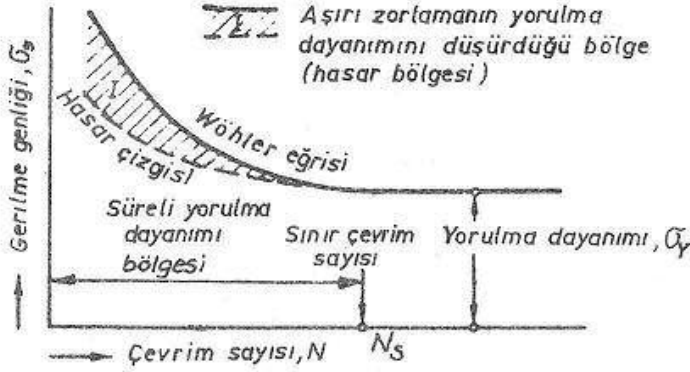 Aşırı zorlamanın yorulma
dayanımını düşürdüğü bölge
(hasar bölgesi)
Gerilme genliği,
Hasar çizgisi
Wöhler eğrisi
Süreli yorulma
dayanımı
bölgesi
Sınır çevrim
sayısı
Yorulma dayanımı, σY
Çevrim sayısı, N
NS